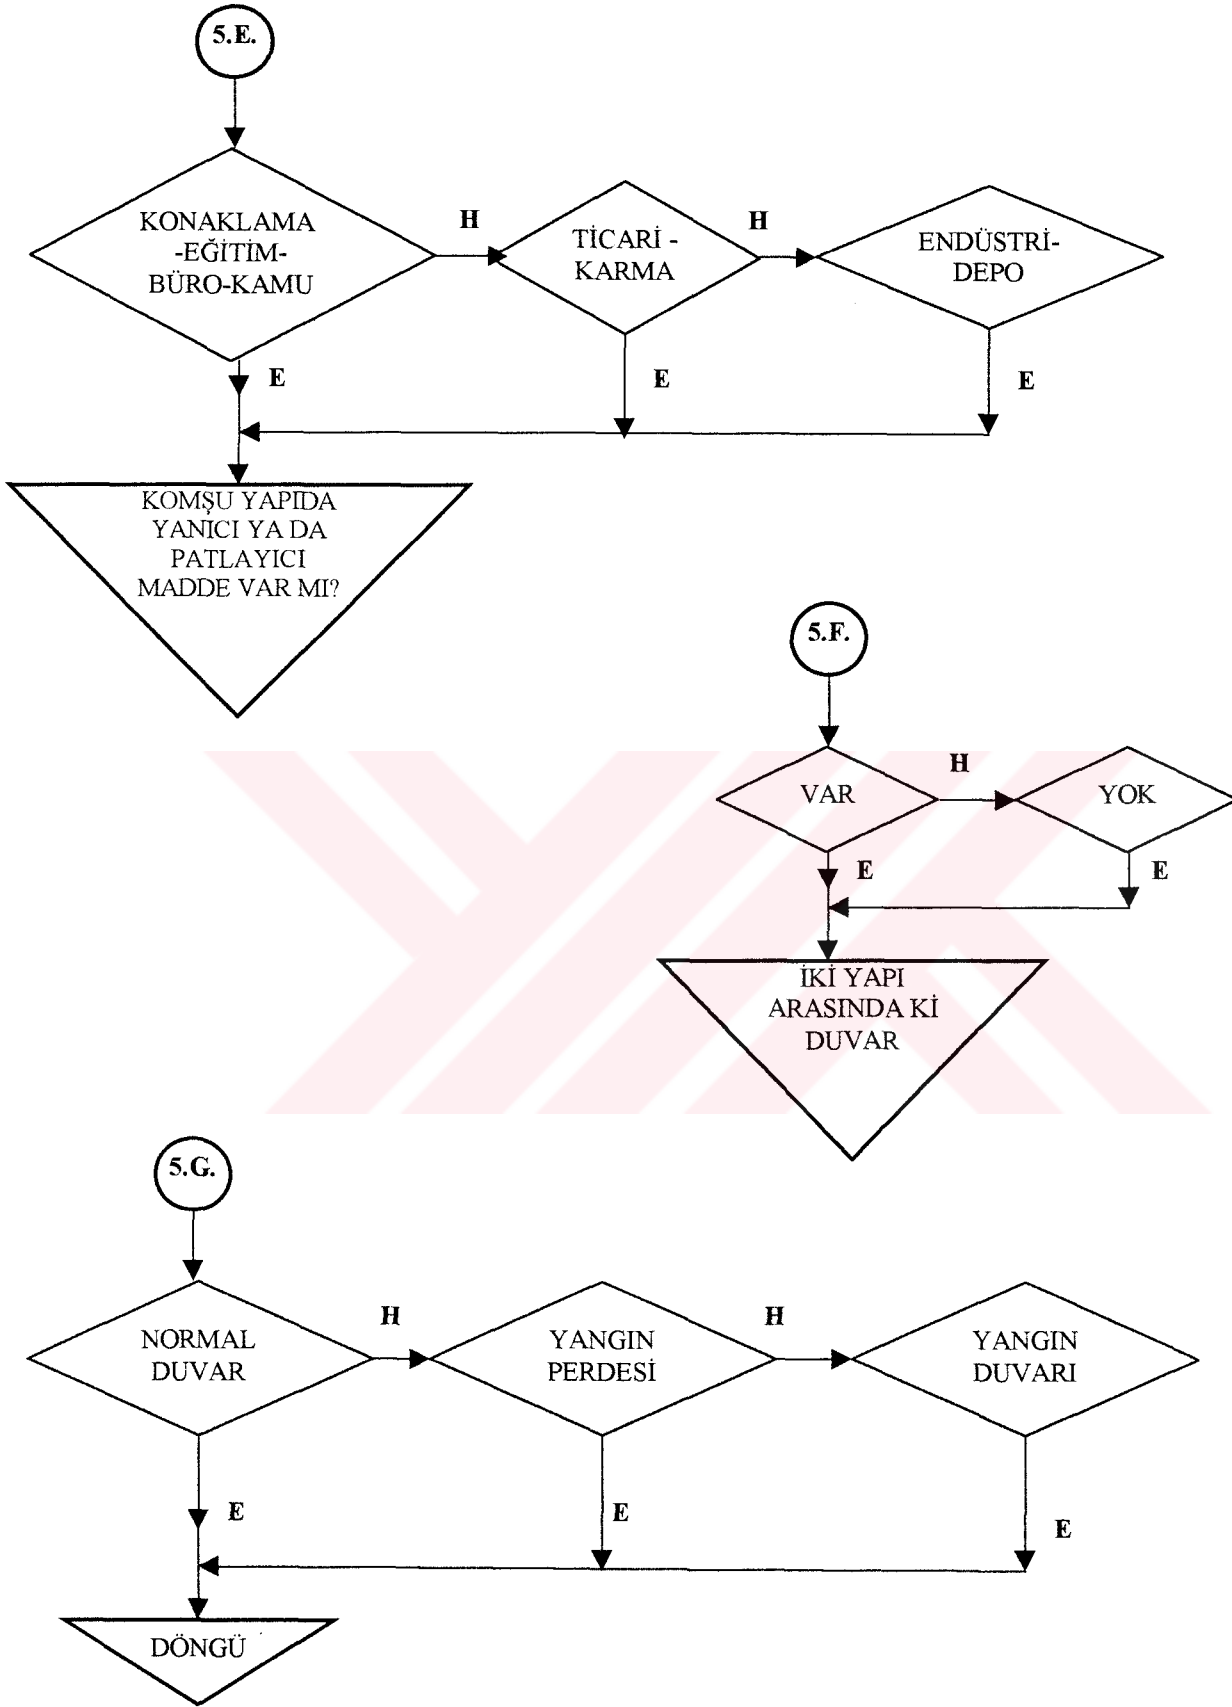 5.E.
KONAKLAMA
-EĞİTİM-
BÜRO-KAMU
H
TİCARİ -
KARMA
H
ENDÜSTRİ-
DEPO
E
E
E
KOMŞU YAPIDA
YANICI YA DA
PATLAYICI
MADDE VAR MI?
5.F.
VAR
H
YOK
E
E
İKİ YAPI
ARASINDA Kİ
DUVAR
5.G.
NORMAL
DUVAR
H
YANGIN
PERDESİ
H
YANGIN
DUVARI
E
E
E
DÖNGÜ